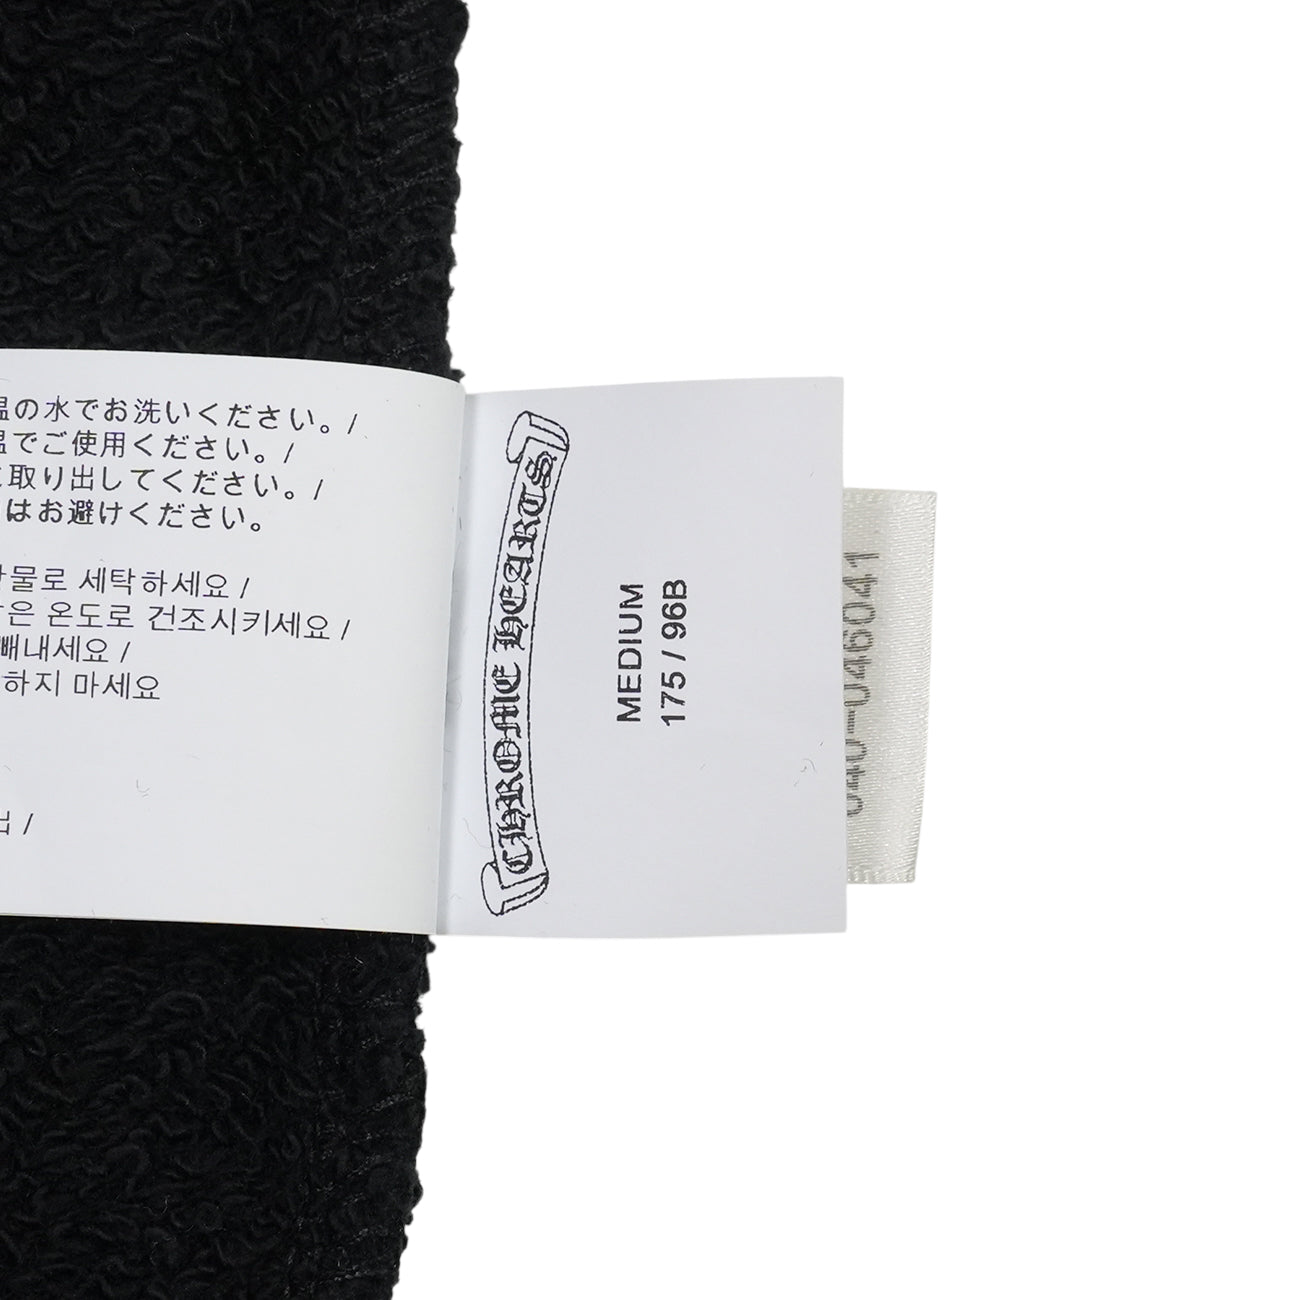 温の水でお洗いください。/
温でご使用ください。/
取り出してください。/
はお避けください。
물로 세탁하세요 /
은 온도로 건조시키세요 /
빼내세요 /
하지 마세요
/
CHROME HEARTS
MEDIUM
175 / 96B
040-046041